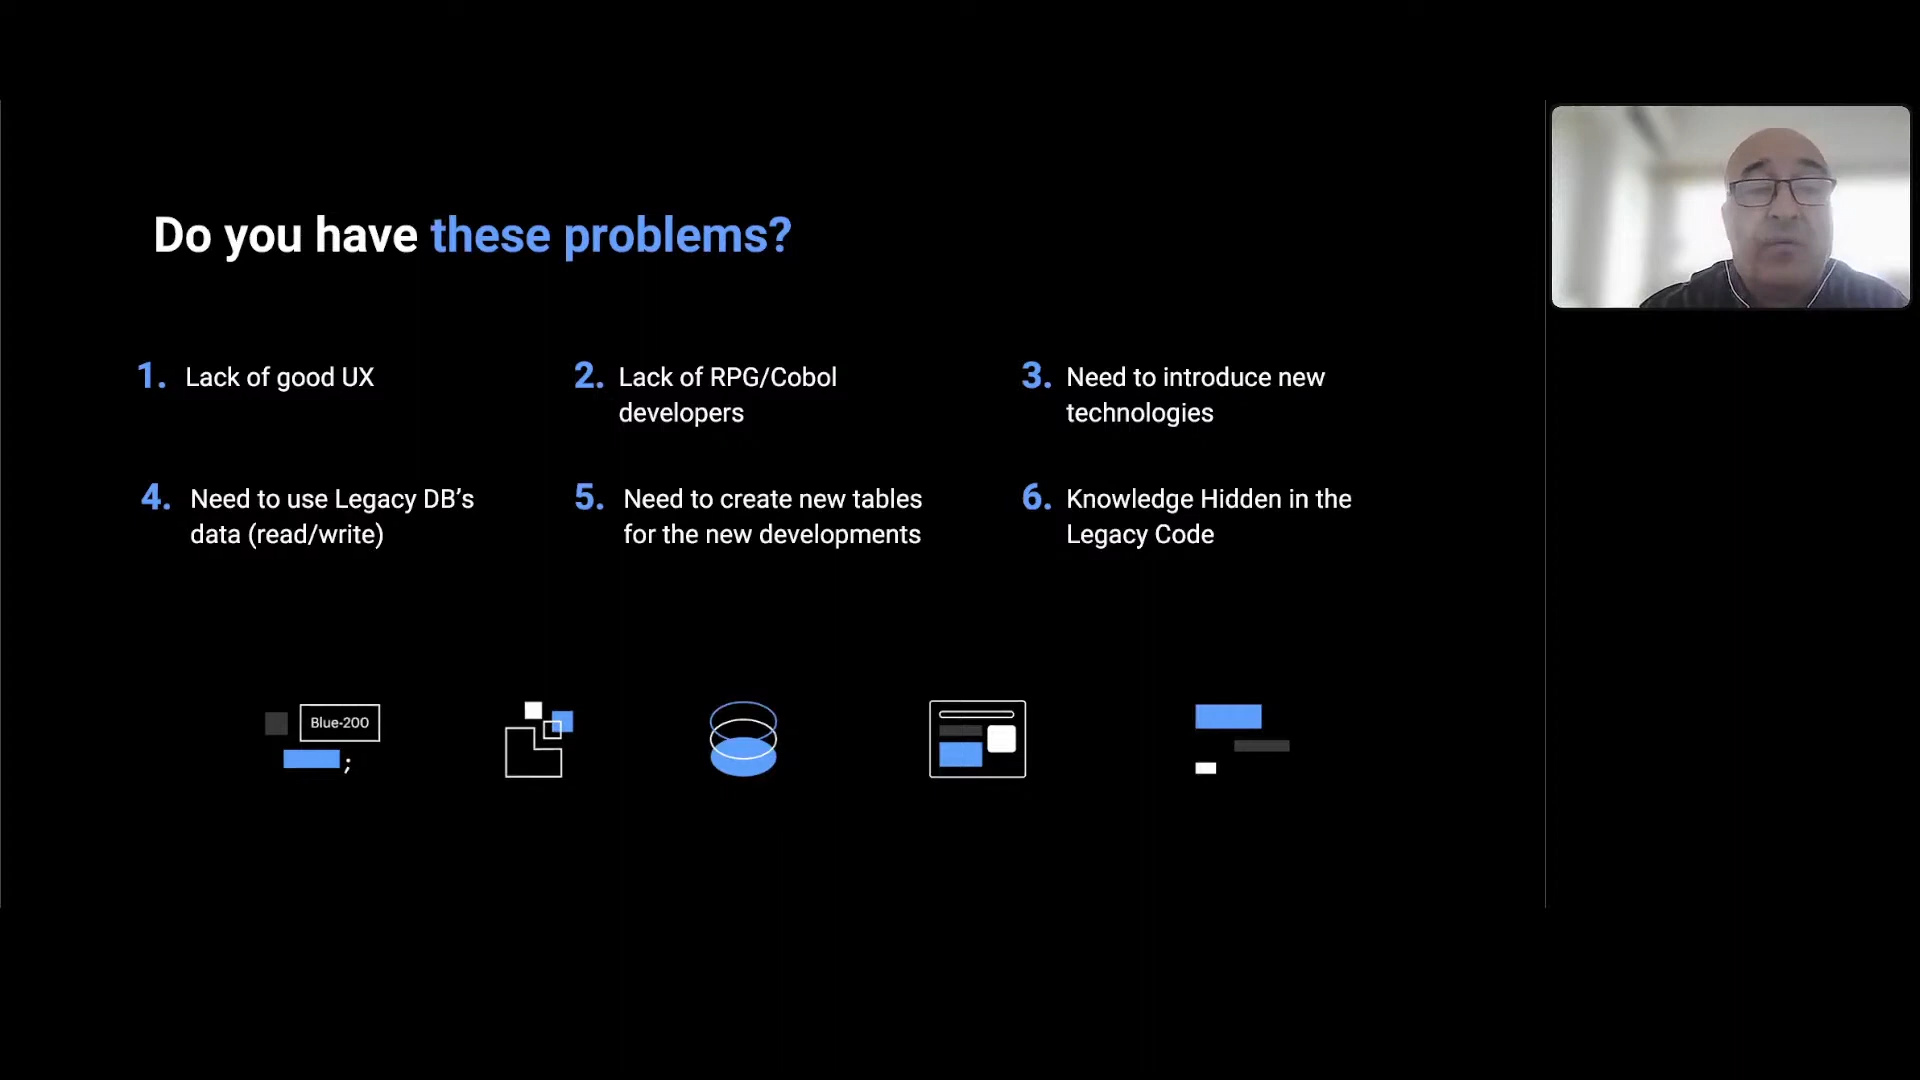 Do you have these problems?
1. Lack of good UX
2. Lack of RPG/Cobol
developers
3. Need to introduce new
technologies
4. Need to use Legacy DB’s
data (read/write)
5. Need to create new tables
for the new developments
6. Knowledge Hidden in the
Legacy Code
Blue-200
;